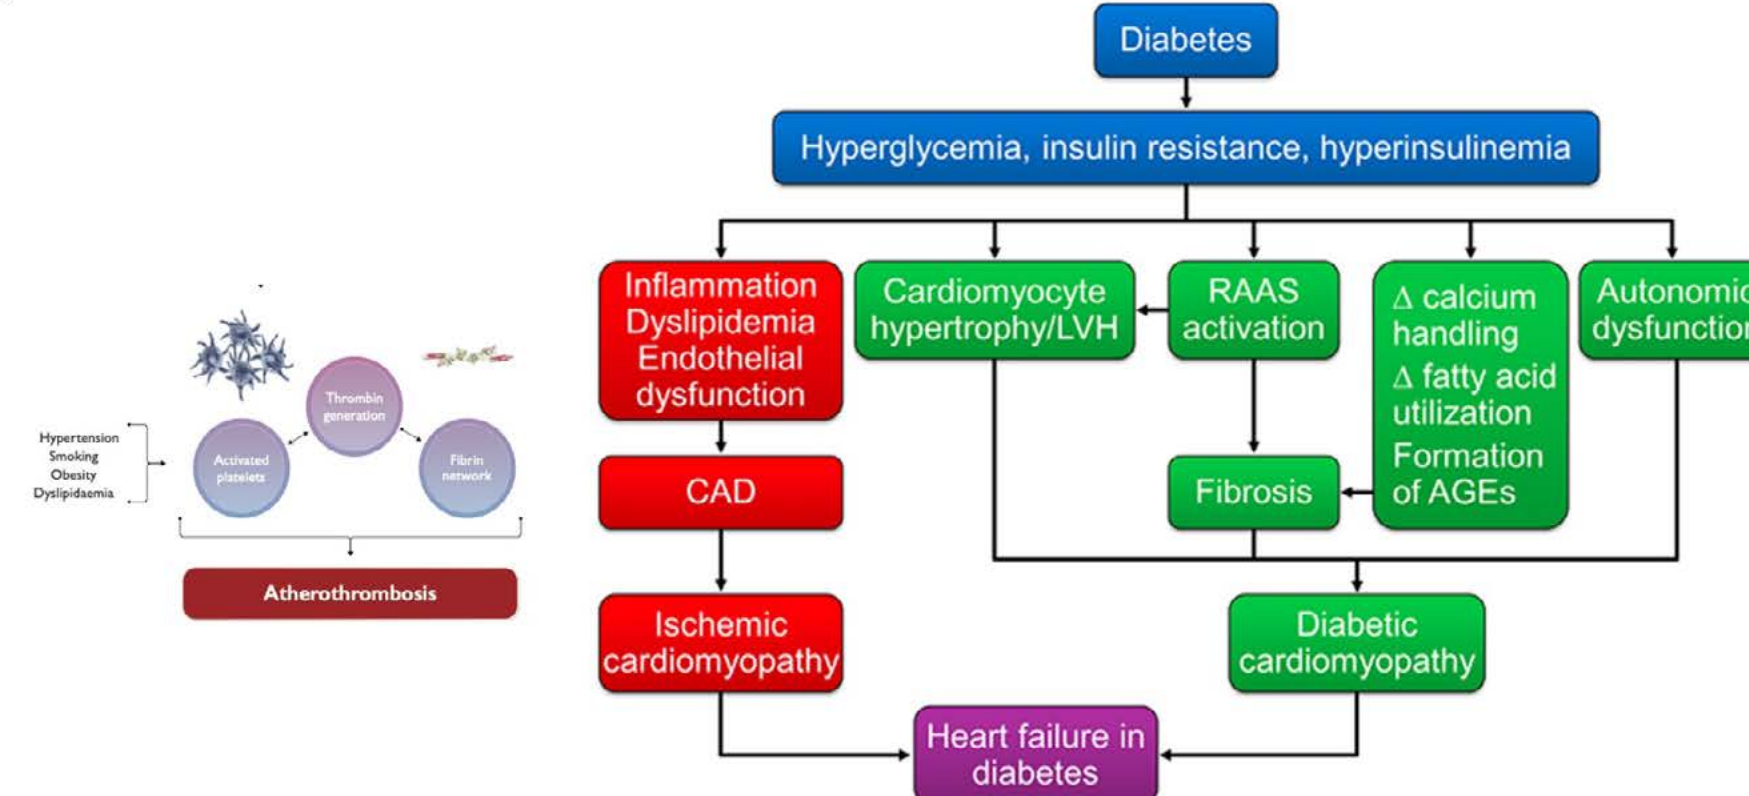 Diabetes
Hyperglycemia, insulin resistance, hyperinsulinemia
Inflammation
Dyslipidemia
Endothelial
dysfunction
Cardiomyocyte
hypertrophy/LVH
RAAS
activation
Δ calcium
handling
Δ fatty acid
utilization
Formation
of AGEs
Autonomic
dysfunction
CAD
Fibrosis
Ischemic
cardiomyopathy
Diabetic
cardiomyopathy
Heart failure in
diabetes
Hypertension
Smoking
Obesity
Dyslipidaemia
Thrombin
generation
Activated
platelets
Fibrin
network
Atherothrombosis